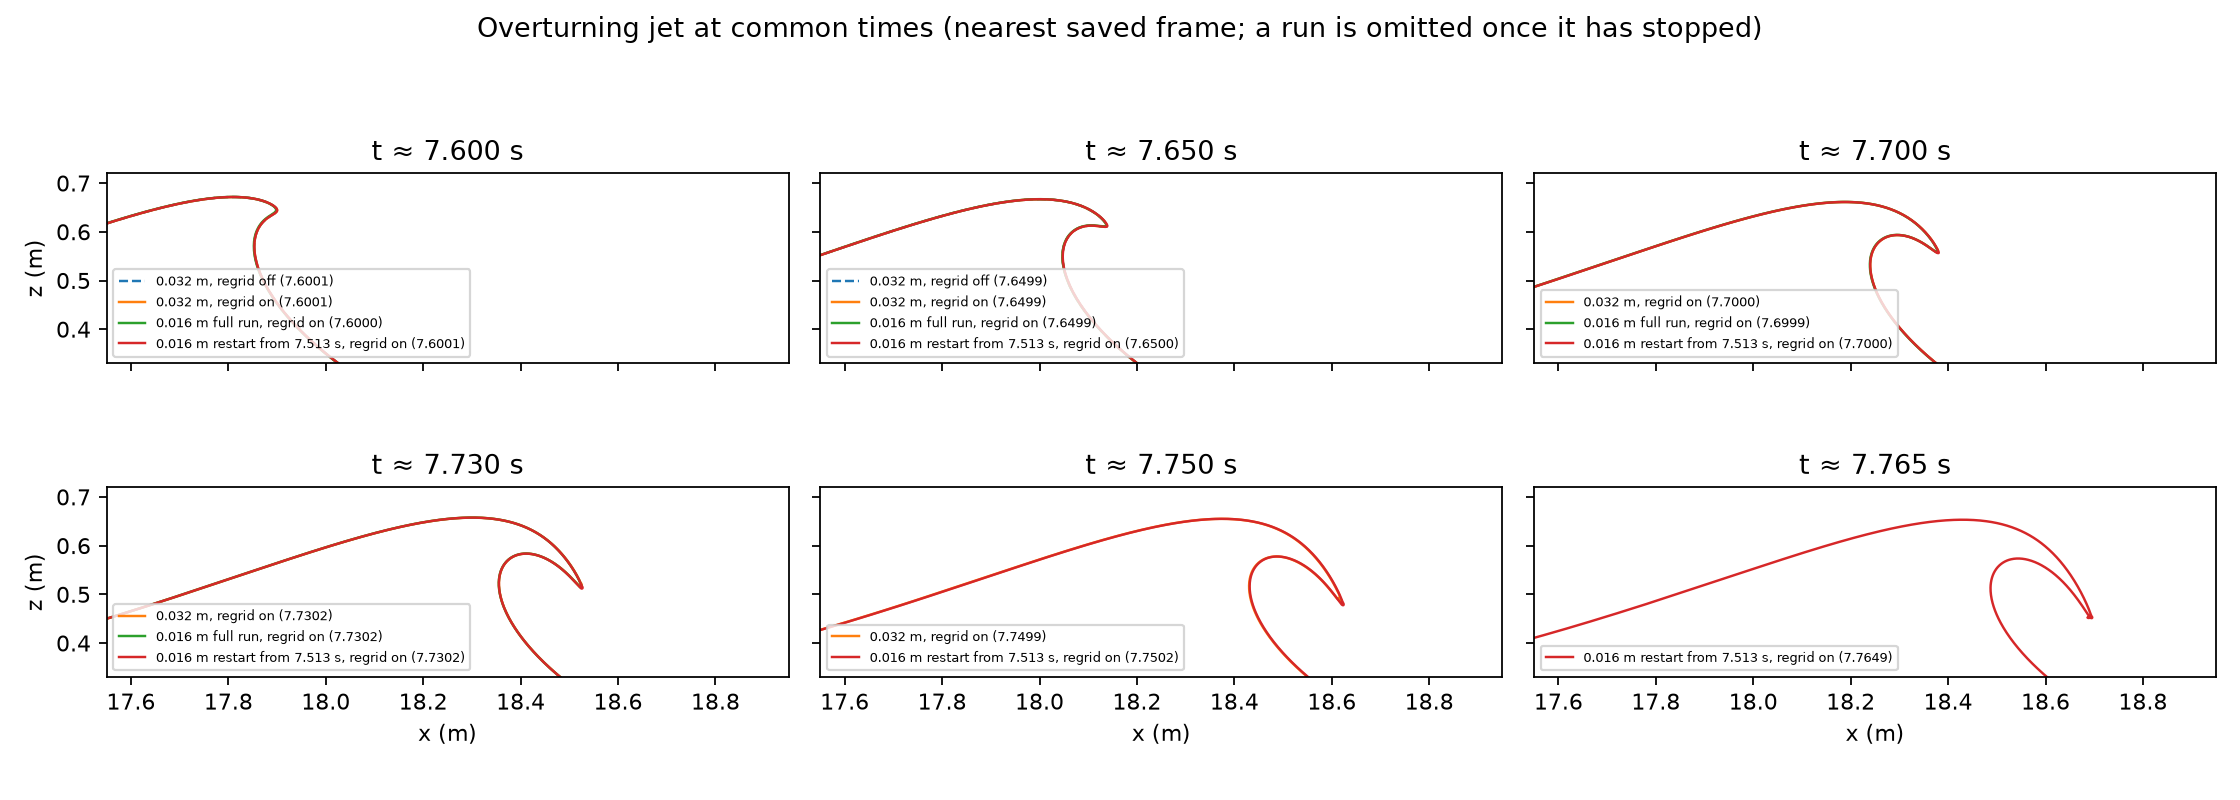 Overturning jet at common times (nearest saved frame; a run is omitted once it has stopped)
t ≈ 7.600 s
t ≈ 7.650 s
t ≈ 7.700 s
z (m)
0.7
0.6
0.5
0.4
0.032 m, regrid off (7.6001)
0.032 m, regrid on (7.6001)
0.016 m full run, regrid on (7.6000)
0.016 m restart from 7.513 s, regrid on (7.6001)
0.032 m, regrid off (7.6499)
0.032 m, regrid on (7.6499)
0.016 m full run, regrid on (7.6499)
0.016 m restart from 7.513 s, regrid on (7.6500)
0.032 m, regrid on (7.7000)
0.016 m full run, regrid on (7.6999)
0.016 m restart from 7.513 s, regrid on (7.7000)
t ≈ 7.730 s
t ≈ 7.750 s
t ≈ 7.765 s
z (m)
0.7
0.6
0.5
0.4
0.032 m, regrid on (7.7302)
0.016 m full run, regrid on (7.7302)
0.016 m restart from 7.513 s, regrid on (7.7302)
0.032 m, regrid on (7.7499)
0.016 m restart from 7.513 s, regrid on (7.7502)
0.016 m restart from 7.513 s, regrid on (7.7649)
17.6 17.8 18.0 18.2 18.4 18.6 18.8
17.6 17.8 18.0 18.2 18.4 18.6 18.8
17.6 17.8 18.0 18.2 18.4 18.6 18.8
x (m)
x (m)
x (m)